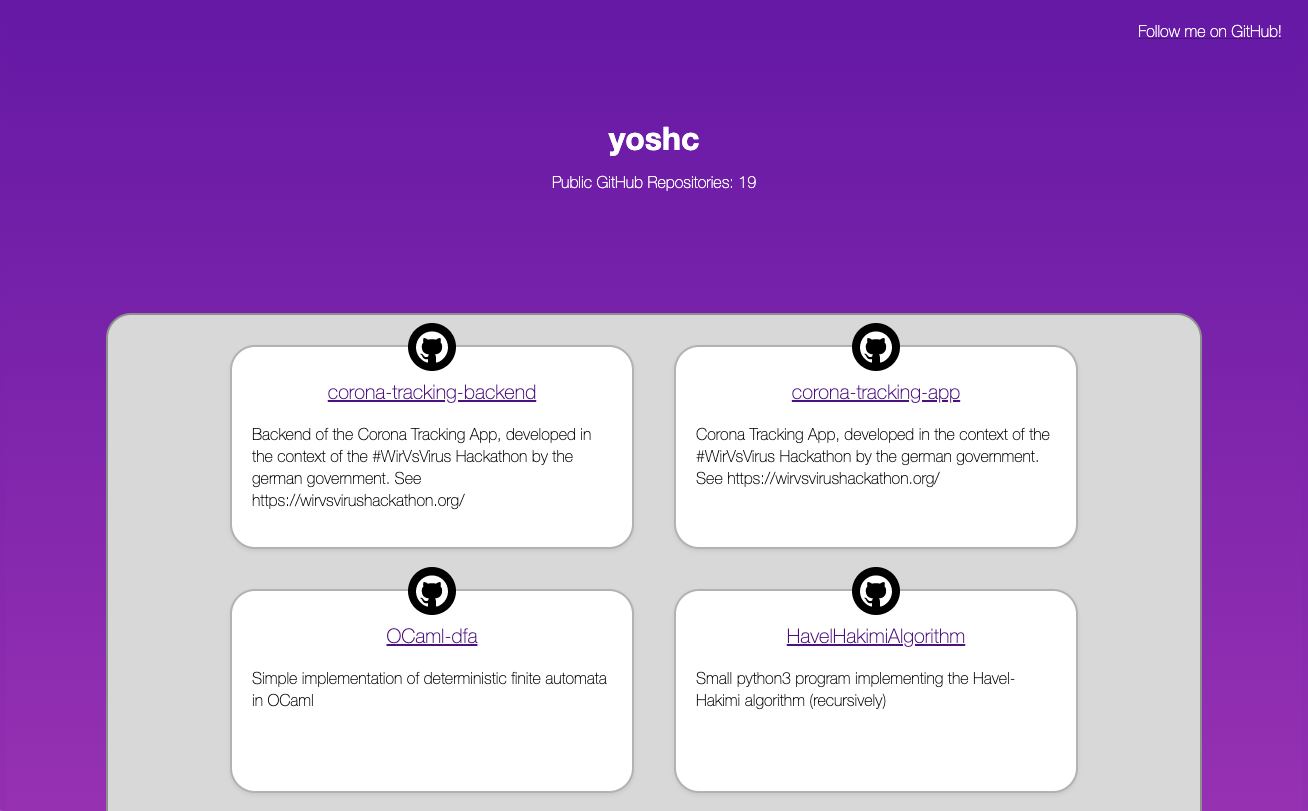 Follow me on GitHub!
yoshc
Public GitHub Repositories: 19
corona-tracking-backend
Backend of the Corona Tracking App, developed in
the context of the #WirVsVirus Hackathon by the
german government. See
https://wirvsvirushackathon.org/
corona-tracking-app
Corona Tracking App, developed in the context of the
#WirVsVirus Hackathon by the german government.
See https://wirvsvirushackathon.org/
OCaml-dfa
Simple implementation of deterministic finite automata
in OCaml
HavelHakimiAlgorithm
Small python3 program implementing the Havel-
Hakimi algorithm (recursively)